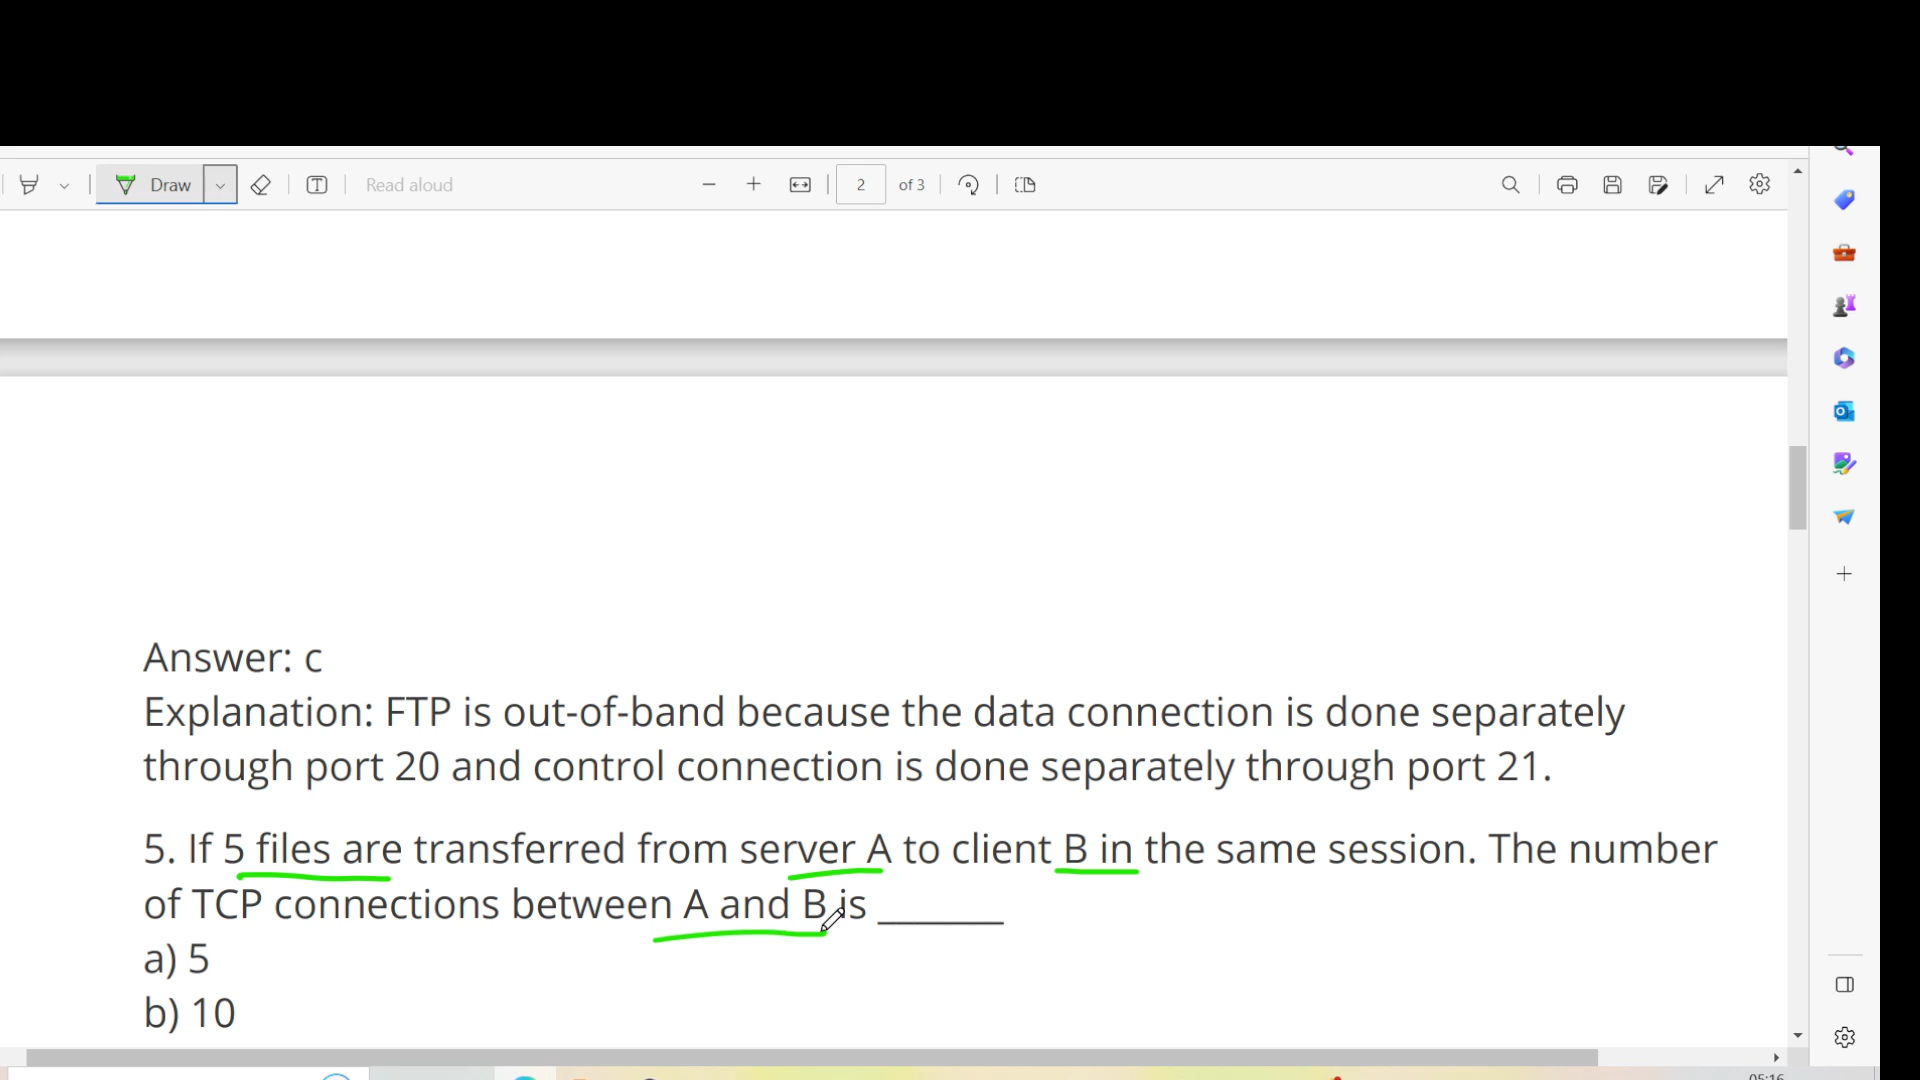 Draw
Read aloud
2
of 3
Answer: c
Explanation: FTP is out-of-band because the data connection is done separately
through port 20 and control connection is done separately through port 21.
5. If 5 files are transferred from server A to client B in the same session. The number
of TCP connections between A and B is _______
a) 5
b) 10
05:16